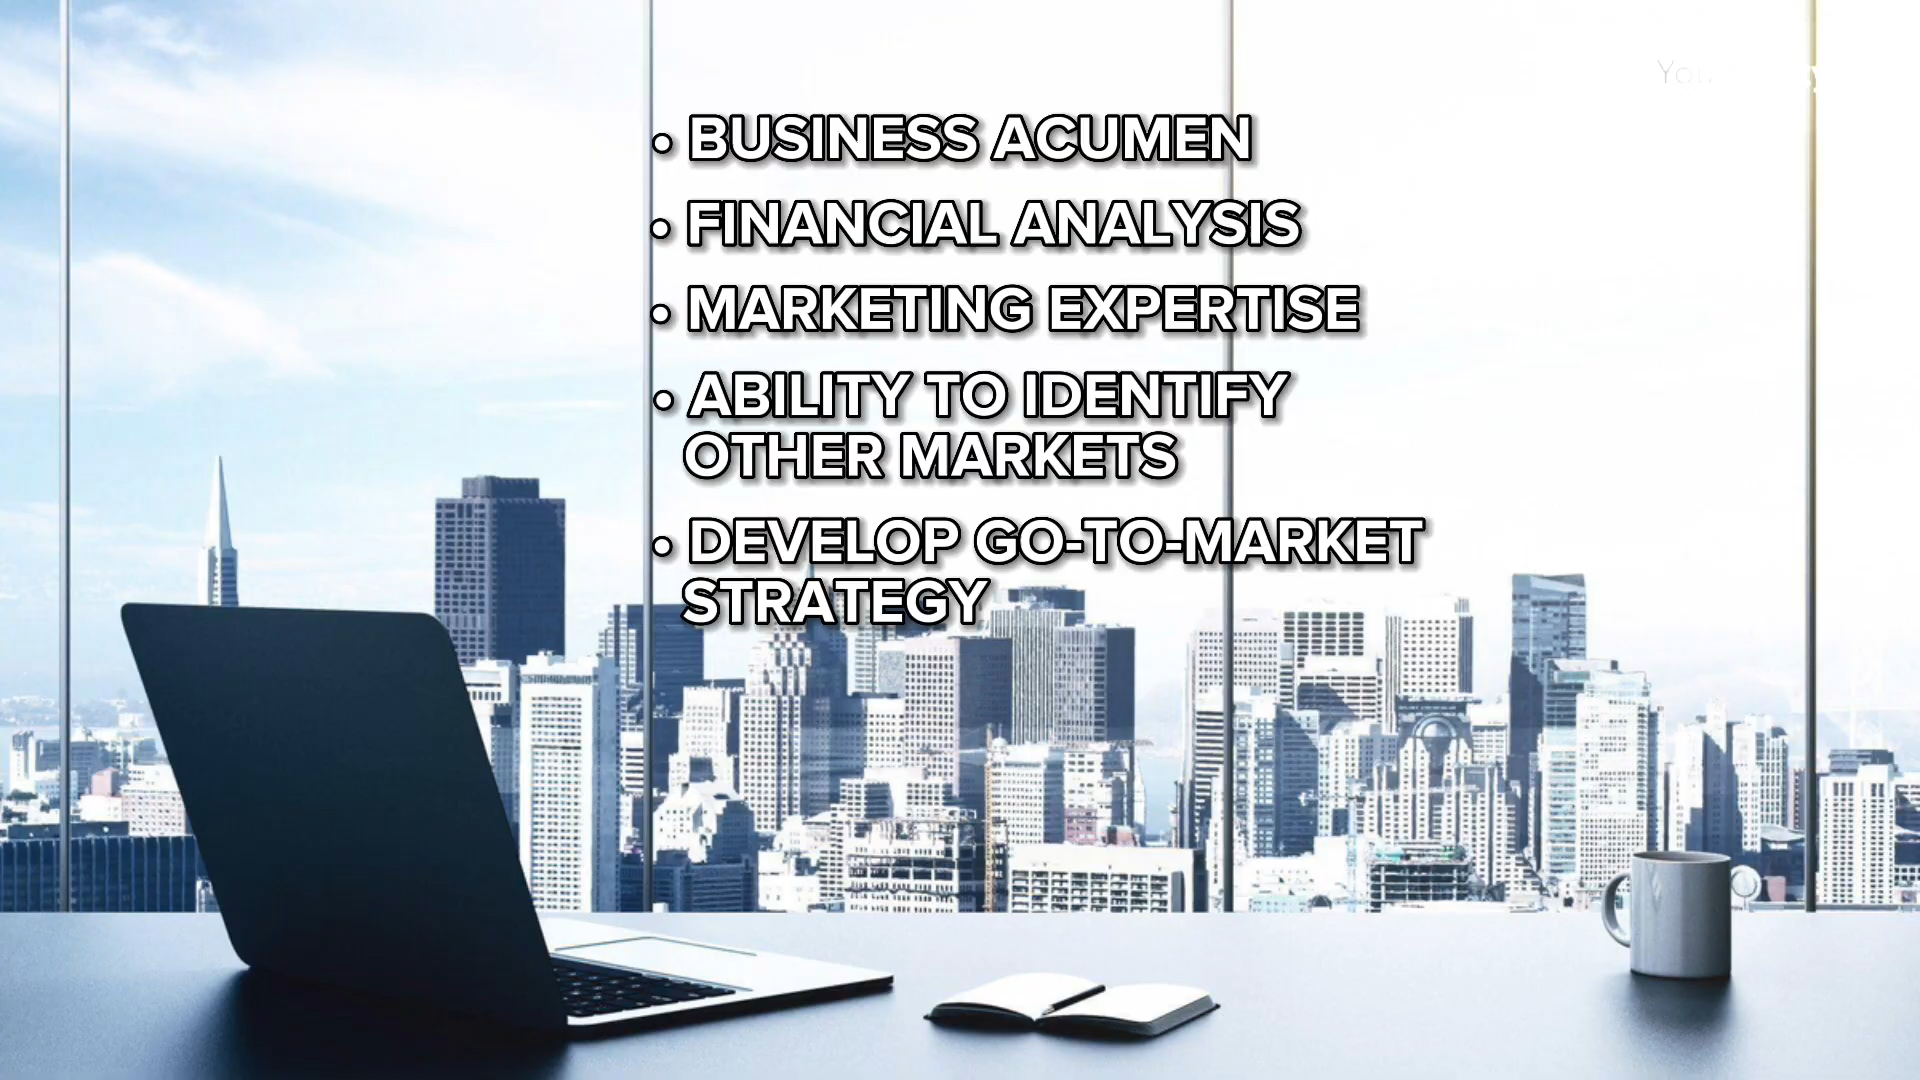 • BUSINESS ACUMEN
• FINANCIAL ANALYSIS
• MARKETING EXPERTISE
• ABILITY TO IDENTIFY
OTHER MARKETS
• DEVELOP GO-TO-MARKET
STRATEGY